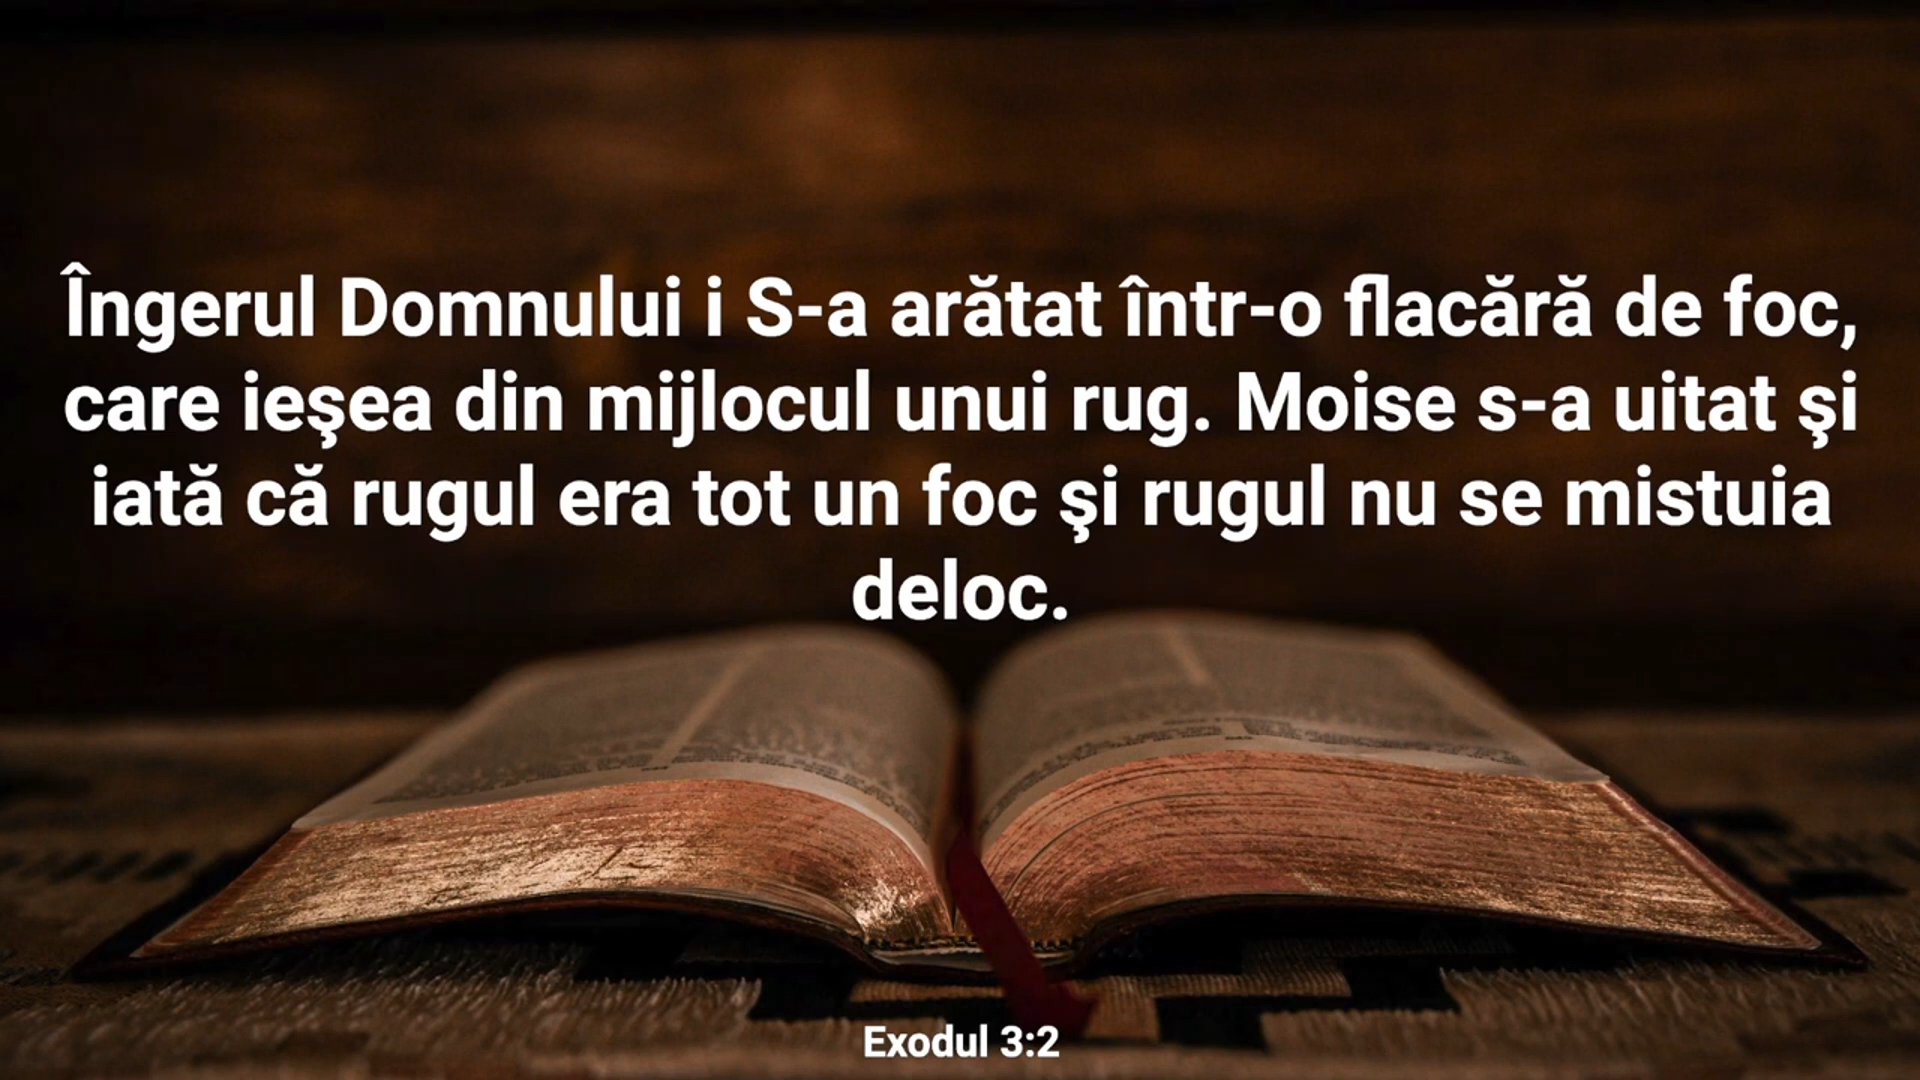 Îngerul Domnului i S-a arătat într-o flacără de foc,
care ieşea din mijlocul unui rug. Moise s-a uitat şi
iată că rugul era tot un foc şi rugul nu se mistuia
deloc.
Exodul 3:2